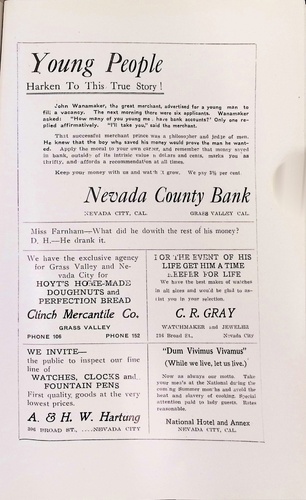 Young People
Harken To This True Story!
John Wanamaker, the great merchant, advertised for a young man to
fill a vacancy. The next morning there were six applicants. Wanamaker
asked: "How many of you young men have bank accounts?" Only one re-
plied affirmatively. "I'll take you," said the merchant.
This successful merchant prince was a philosopher and judge of men.
He knew that the boy who saved his money would prove the man he want-
ed. Apply the moral to your own career, and remember that money saved
in bank, outside of its intrinsic value in dollars and cents, marks you as
thrifty, and affords a recommendation at all times.
Keep your money with us and watch it grow. We pay 3½ per cent.
Nevada County Bank
NEVADA CITY, CAL. GRASS VALLEY CAL.
Miss Farnham—What did he dowith the rest of his money?
D. H.—He drank it.
We have the exclusive agency
for Grass Valley and Ne-
vada City for
HOYT'S HOME-MADE
DOUGHNUTS and
PERFECTION BREAD
Clinch Mercantile Co.
GRASS VALLEY
PHONE 106 PHONE 152
FOR THE EVENT OF HIS
LIFE GET HIM A TIME
KEEPER FOR LIFE
We have the best makes of watches
in all sizes and would be glad to as-
sist you in your selection.
C. R. GRAY
WATCHMAKER and JEWELER
Broad St., Nevada City
WE INVITE—
the public to inspect our fine
line of
WATCHES, CLOCKS and
FOUNTAIN PENS
First quality, goods at the very
lowest prices.
A. & H. W. Hartung
BROAD ST., ....NEVADA CITY
"Dum Vivimus Vivamus"
(While we live, let us live.)
Now as always our motto. Take
your meals at the National during the
coming Summer months and avoid the
heat and slavery of cooking. Special
attention paid to lady guests. Rates
reasonable.
National Hotel and Annex
NEVADA CITY, CAL.